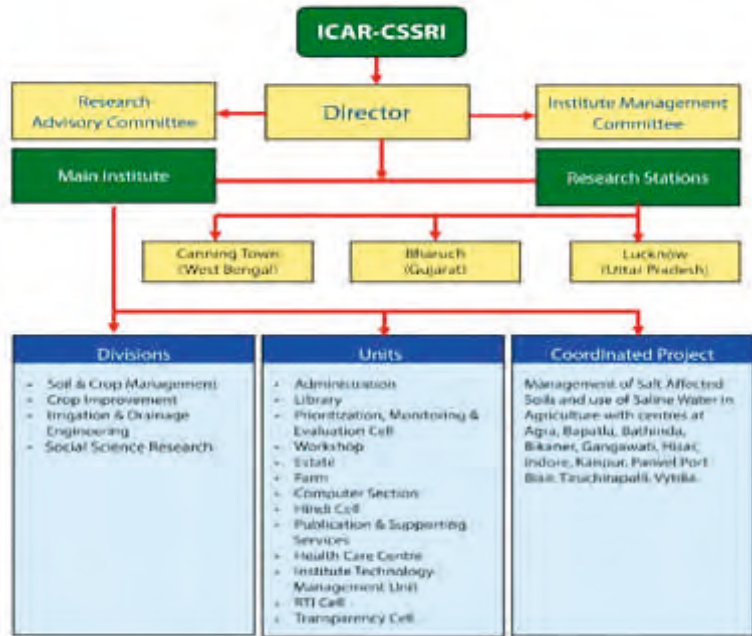 ICAR-CSSRI
Research
Advisory Committee
Director
Institute Management
Committee
Main Institute
Research Stations
Canning Town
(West Bengal)
Bharuch
(Gujarat)
Lucknow
(Uttar Pradesh)
Divisions
- Soil & Crop Management
- Crop Improvement
- Irrigation & Drainage
Engineering
- Social Science Research
Units
- Administration
- Library
- Prioritization, Monitoring &
Evaluation Cell
- Workshop
- Estate
- Farm
- Computer Section
- Hindi Cell
- Publication & Supporting
Services
- Health Care Centre
- Institute Technology
Management Unit
- RTI Cell
- Transparency Cell
Coordinated Project
Management of Salt Affected
Soils and use of Saline Water in
Agriculture with centres at
Agra, Bapatla, Bathinda,
Bikaner, Gangawati, Hisar,
Indore, Kanpur, Panvel Port
Blair, Tiruchirapalli, Vyttila.